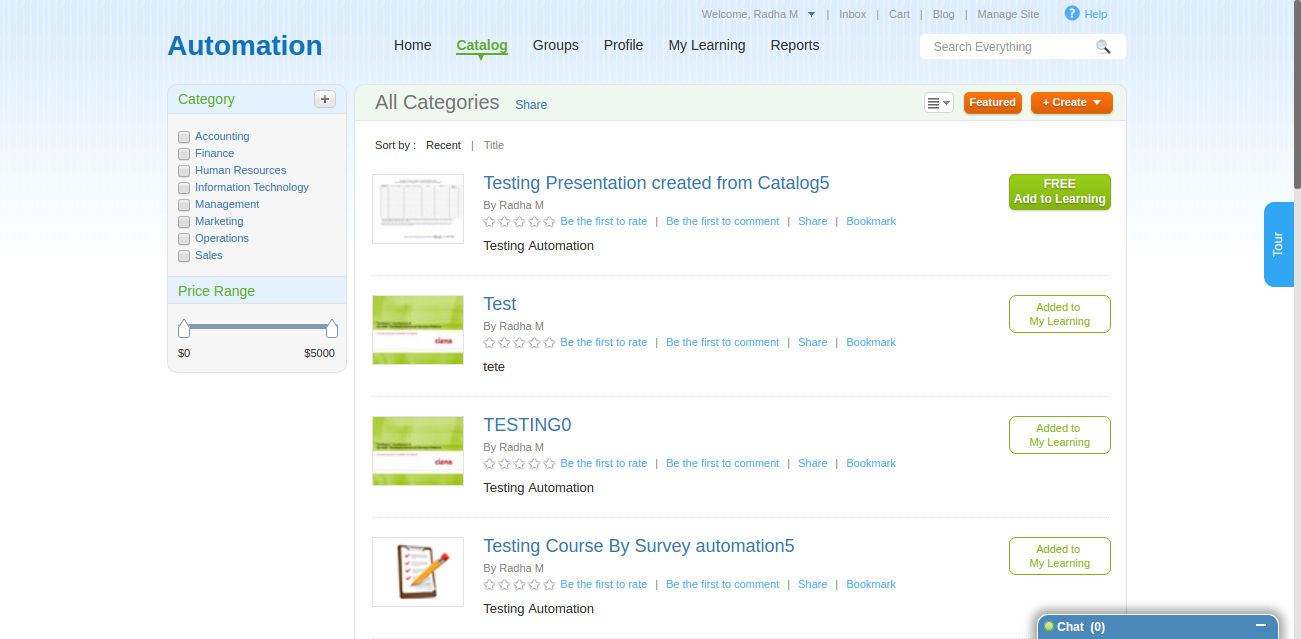 Welcome, Radha M | Inbox | Cart | Blog | Manage Site ? Help
Automation
Home Catalog Groups Profile My Learning Reports
Search Everything
Category +
Accounting
Finance
Human Resources
Information Technology
Management
Marketing
Operations
Sales
Price Range
$0 $5000
All Categories Share
Featured
+ Create
Sort by : Recent | Title
Testing Presentation created from Catalog5
By Radha M
Be the first to rate | Be the first to comment | Share | Bookmark
Testing Automation
FREE
Add to Learning
Test
By Radha M
Be the first to rate | Be the first to comment | Share | Bookmark
tete
Added to
My Learning
TESTING0
By Radha M
Be the first to rate | Be the first to comment | Share | Bookmark
Testing Automation
Added to
My Learning
Testing Course By Survey automation5
By Radha M
Be the first to rate | Be the first to comment | Share | Bookmark
Testing Automation
Added to
My Learning
Tour
Chat (0)